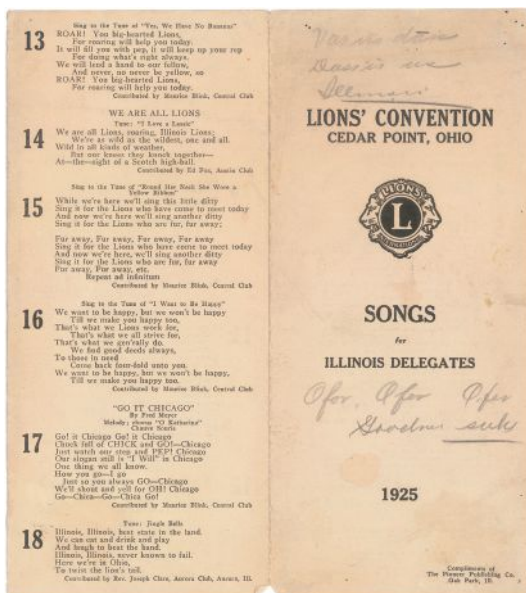 13
Sing to the Tune of "Yes, We Have No Bananas"
ROAR! You big-hearted Lions,
For roaring will help you today.
It will fill you with pep, it will keep up your rep
For doing what's right always.
We will lend a hand to our fellow,
And never, no never be yellow, so
ROAR! You big-hearted Lions,
For roaring will help you today.
Contributed by Maurice Blink, Central Club
WE ARE ALL LIONS
Tune: "I Love a Lassie"
14
We are all Lions, roaring, Illinois Lions;
We're as wild as the wildest, one and all.
Wild in all kinds of weather,
But our knees they knock together—
At—the—sight of a Scotch high-ball.
Contributed by Ed Fox, Austin Club
Sing to the Tune of "Round Her Neck She Wore a
Yellow Ribbon"
15
While we're here we'll sing this little ditty
Sing it for the Lions who have come to meet today
And now we're here we'll sing another ditty
Sing it for the Lions who are far, far away;
Far away, Far away, Far away, Far away
Sing it for the Lions who have come to meet today
And now we're here, we'll sing another ditty
Sing it for the Lions who are far, far away
Far away, Far away, etc.
Repeat ad infinitum
Contributed by Maurice Blink, Central Club
Sing to the Tune of "I Want to Be Happy"
16
We want to be happy, but we won't be happy
Till we make you happy too,
That's what we Lions work for,
That's what we all strive for,
That's what we gen'rally do.
We find good deeds always,
To those in need
Come back four-fold unto you.
We want to be happy, but we won't be happy,
Till we make you happy too.
Contributed by Maurice Blink, Central Club
"GO IT CHICAGO"
By Fred Meyer
Melody; chorus "O Katharina"
Chauve Souris
17
Go! it Chicago Go! it Chicago
Chuck full of CHICK and GO!—Chicago
Just watch our step and PEP! Chicago
Our slogan still is "I Will" in Chicago
One thing we all know.
How you go—I go
Just so you always GO—Chicago
We'll shout and yell for OH! Chicago
Go—Chica—Go—Chica Go!
Contributed by Maurice Blink, Central Club
Tune: Jingle Bells
18
Illinois, Illinois, best state in the land.
We can eat and drink and play
And laugh to beat the band.
Illinois, Illinois, never known to fail.
Here we're in Ohio,
To twist the lion's tail.
Contributed by Rev. Joseph Clare, Aurora Club, Aurora, Ill.
LIONS' CONVENTION
CEDAR POINT, OHIO
LIONS
L
INTERNATIONAL
SONGS
for
ILLINOIS DELEGATES
O for, O fer O fer
1925
Compliments of
The Pioneer Publishing Co.
Oak Park, Ill.